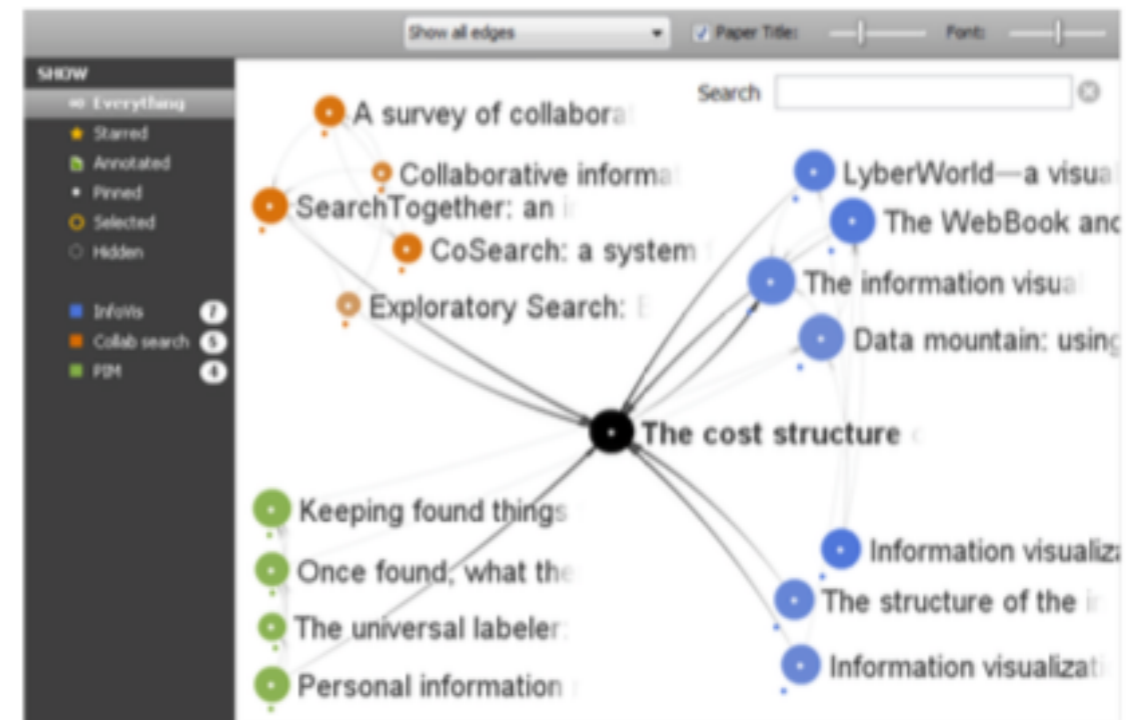 Show all edges
Paper Title:
Font:
SHOW
Everything
Starred
Annotated
Pinned
Selected
Hidden
InfoVis 7
Collab search 5
PIM 4
Search
A survey of collabora
Collaborative informa
SearchTogether: an
CoSearch: a system
Exploratory Search:
LyberWorld—a visua
The WebBook and
The information visua
Data mountain: using
The cost structure
Keeping found things
Once found, what the
The universal labeler:
Personal information
Information visualiza
The structure of the
Information visualizati